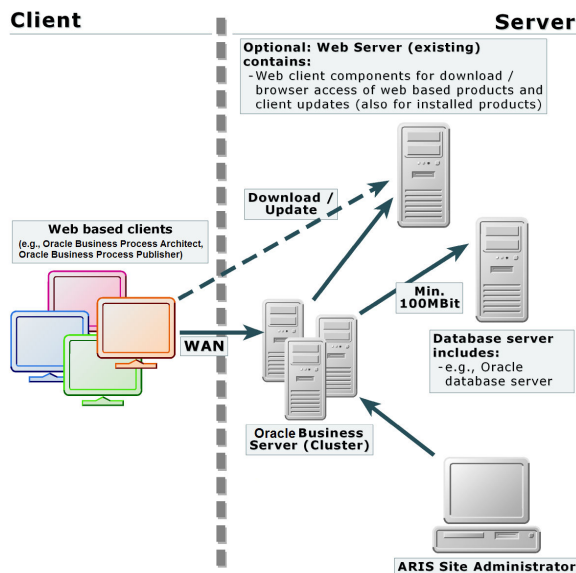 Client
Server
Optional: Web Server (existing)
contains:
-Web client components for download /
browser access of web based products and
client updates (also for installed products)
Download /
Update
Web based clients
(e.g., Oracle Business Process Architect,
Oracle Business Process Publisher)
Min.
100MBit
WAN
Database server
includes:
-e.g., Oracle
database server
Oracle Business
Server (Cluster)
ARIS Site Administrator